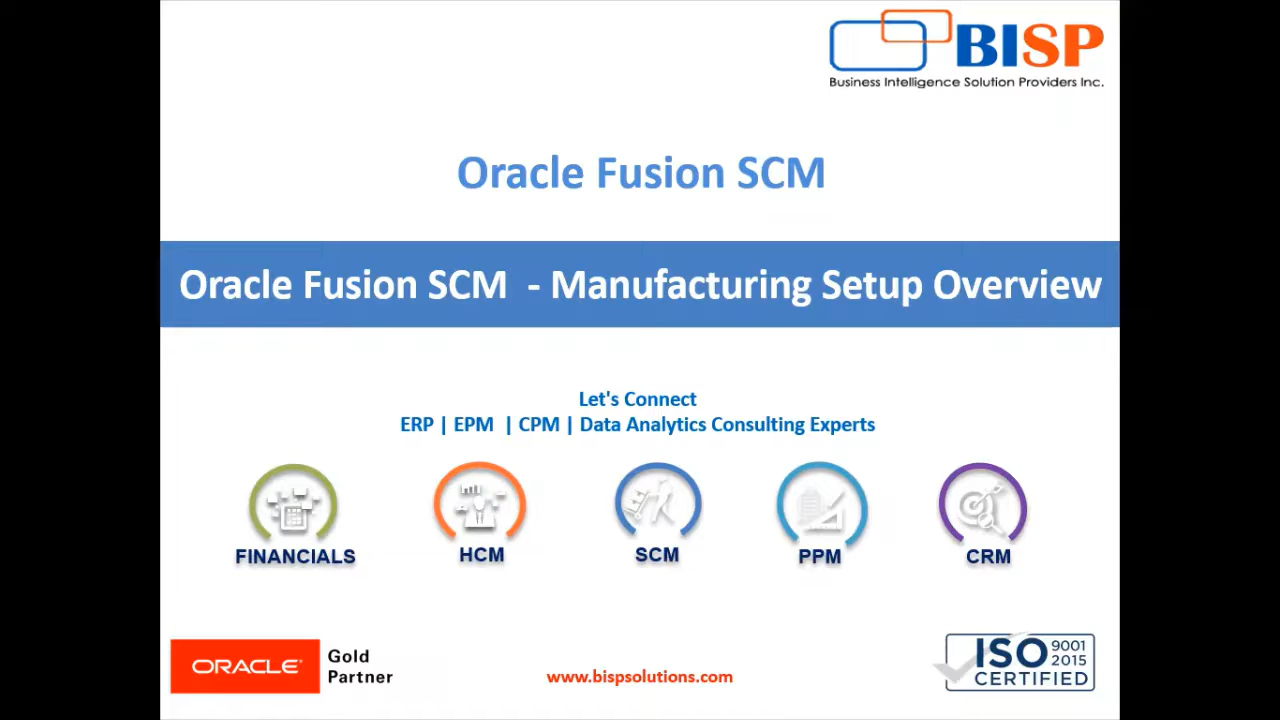 BISP
Business Intelligence Solution Providers Inc.
Oracle Fusion SCM
Oracle Fusion SCM - Manufacturing Setup Overview
Let's Connect
ERP | EPM | CPM | Data Analytics Consulting Experts
FINANCIALS HCM SCM PPM CRM
ORACLE Gold
Partner
www.bispsolutions.com
ISO 9001
2015
CERTIFIED